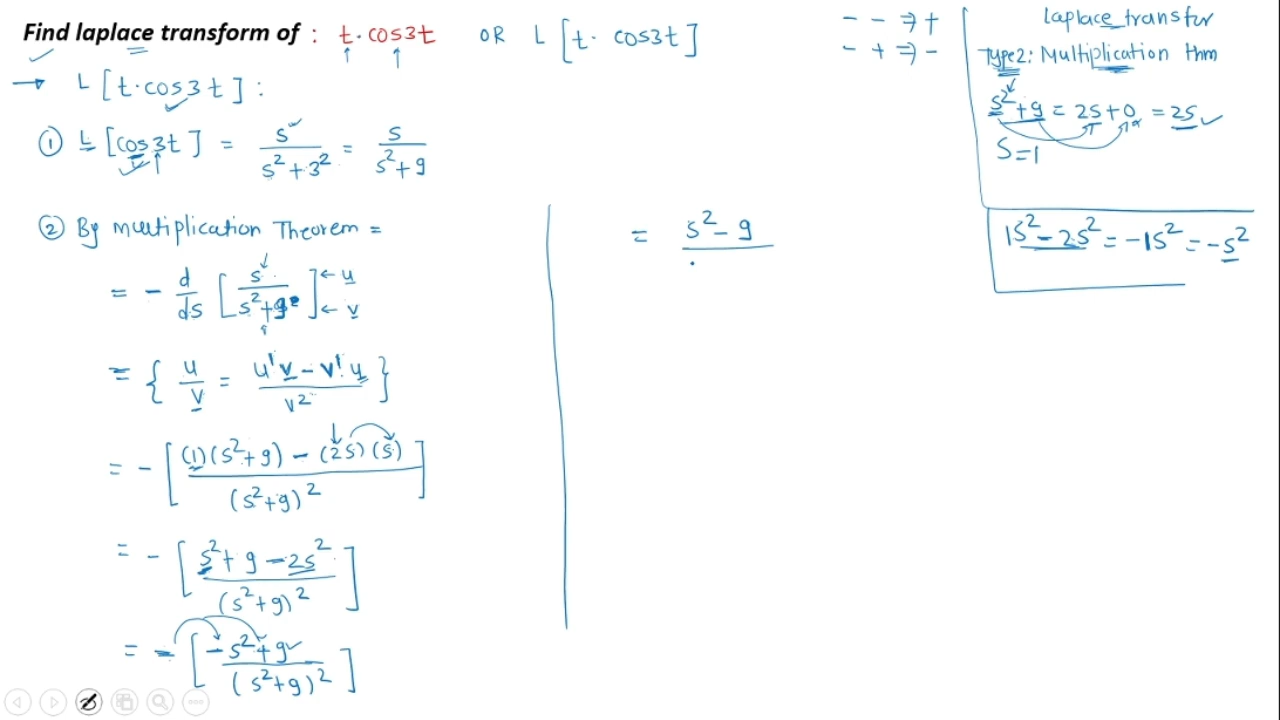 Find laplace transform of : t. cos3t OR L [t. cos3t]
→ L [t.cos3t] :
① L [cos3t] = s / s²+3² = s / s²+9
② By multiplication Theorem =
= - d/ds [ s / s²+9 ] ← u ← v
= { u/v = u'v - v'.u / v² }
= - [ (1)(s²+9) - (2s)(s) / (s²+9)² ]
= - [ s²+9 - 2s² / (s²+9)² ]
= - [ -s²+9 / (s²+9)² ]
= s²-9
- - ⇒ +
- + ⇒ -
laplace transfer
Type2: Multiplication thm
s²+9 = 2s+0 = 2s
S=1
1s²-2s² = -1s² = -s²